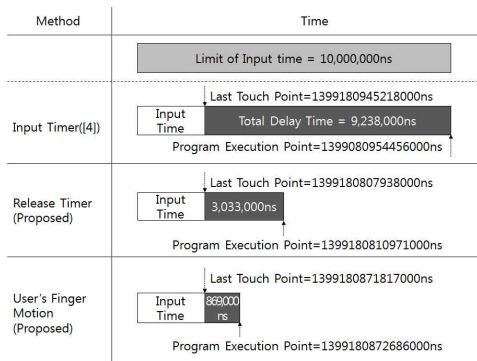 Method Time
Limit of Input time = 10,000,000ns
Last Touch Point=1399180945218000ns
Input Timer([4])
Input Time
Total Delay Time = 9,238,000ns
Program Execution Point=1399080954456000ns
Last Touch Point=1399180807938000ns
Release Timer
(Proposed)
Input Time
3,033,000ns
Program Execution Point=1399180810971000ns
Last Touch Point=1399180871817000ns
User's Finger
Motion
(Proposed)
Input Time
869,000
ns
Program Execution Point=1399180872686000ns